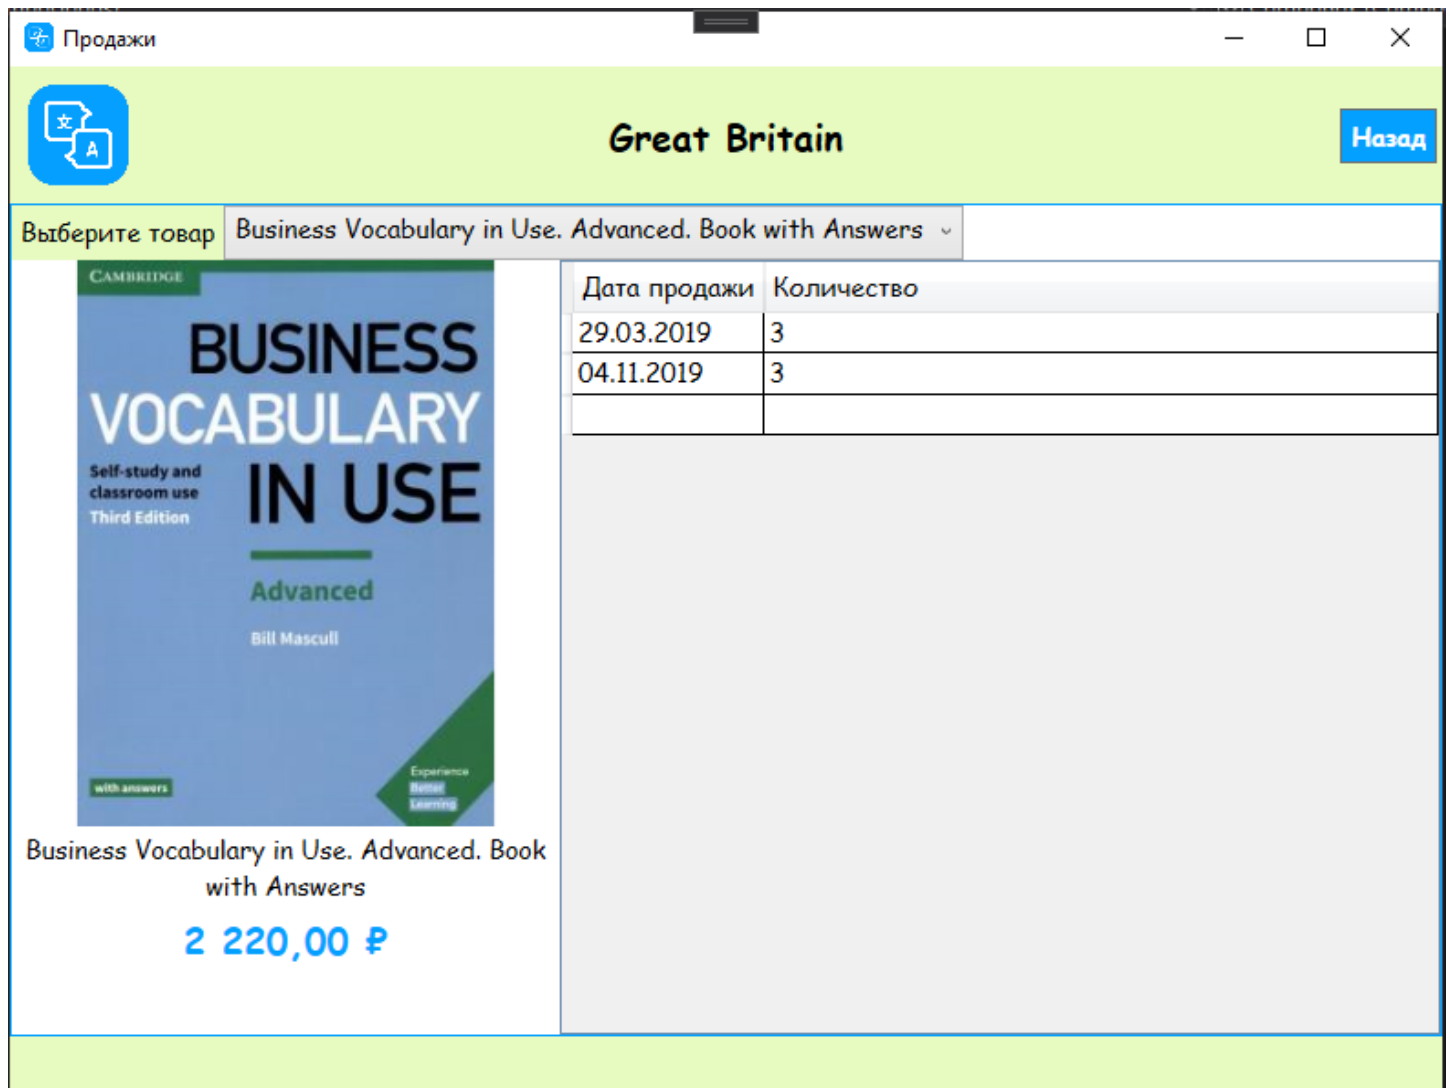 Продажи
文
A
Great Britain
Назад
Выберите товар
Business Vocabulary in Use. Advanced. Book with Answers
CAMBRIDGE
BUSINESS
VOCABULARY
IN USE
Self-study and
classroom use
Third Edition
Advanced
Bill Mascull
with answers
Experience
Better
Learning
Business Vocabulary in Use. Advanced. Book
with Answers
2 220,00 ₽
Дата продажи Количество
29.03.2019 3
04.11.2019 3